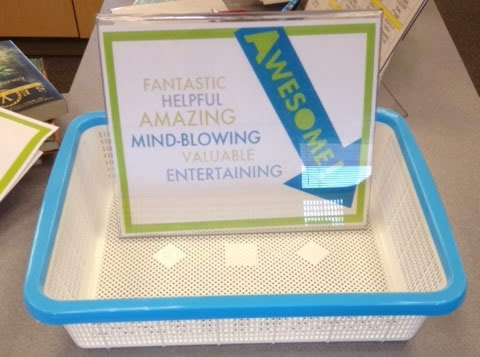 AWESOME!
FANTASTIC
HELPFUL
AMAZING
MIND-BLOWING
VALUABLE
ENTERTAINING